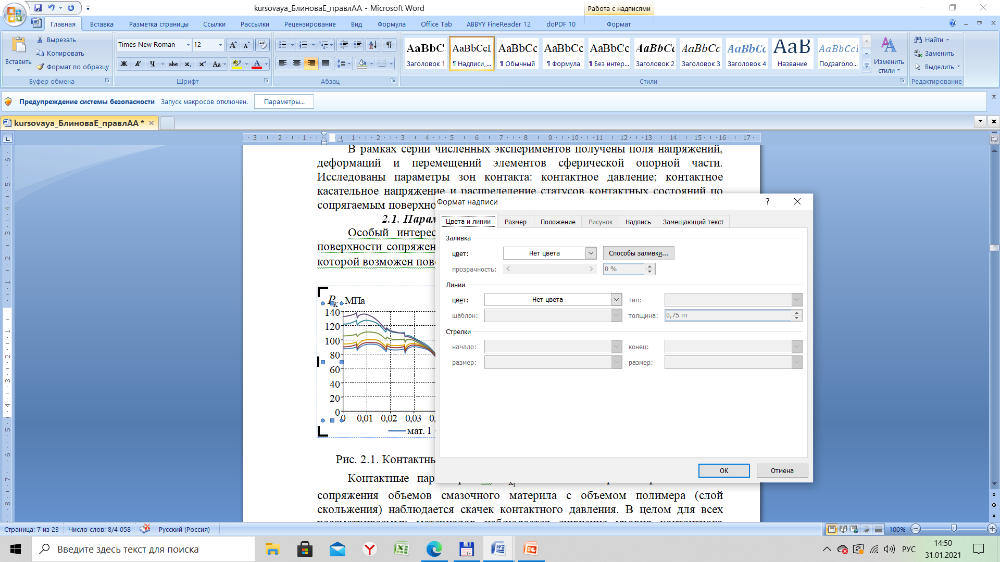 kursovaya_БлиноваЕ_правлАА - Microsoft Word
Работа с надписями
Главная Вставка Разметка страницы Ссылки Рассылки Рецензирование Вид Формула Office Tab ABBYY FineReader 12 doPDF 10 Формат
Вставить
Вырезать
Копировать
Формат по образцу
Буфер обмена
Times New Roman 12
Ж К Ч abc x₂ x² Aa
Шрифт
Абзац
AaBbC AaBbCcI AaBbCc AaBbCc AaBbCc AaBbCc AaBbCc AaBbCc AaB AaBbCcI
Заголовок 1 ¶ Надписи_... ¶ Обычный ¶ Формула ¶ Без интер... Заголовок 2 Заголовок 3 Заголовок 4 Название Подзаголо...
Изменить стили
Стили
Найти
Заменить
Выделить
Редактирование
Предупреждение системы безопасности Запуск макросов отключен. Параметры...
kursovaya_БлиноваЕ_правлАА *
3 2 1 1 2 3 4 5 6 7 8 9 10 11 12 13 14 15 16 17
В рамках серии численных экспериментов получены поля напряжений,
деформаций и перемещений элементов сферической опорной части.
Исследованы параметры зон контакта: контактное давление; контактное
касательное напряжение и распределение статусов контактных состояний по
сопрягаемым поверхно
2.1. Парам
Особый интерес
поверхности сопряжен
которой возможен пов
Pк, МПа
140
120
100
80
60
40
20
0
0 0,01 0,02 0,03 0,
мат. 1
Рис. 2.1. Контактны
Контактные пар
сопряжения объемов смазочного материла с объемом полимера (слой
скольжения) наблюдается скачек контактного давления. В целом для всех
рассматриваемых материалов наблюдается снижение уровня контактного
Формат надписи
? 
Цвета и линии Размер Положение Рисунок Надпись Замещающий текст
Заливка
цвет: Нет цвета Способы заливки...
прозрачность: 0 %
Линии
цвет: Нет цвета тип:
шаблон: толщина: 0,75 пт
Стрелки
начало: конец:
размер: размер:
ОК Отмена
Страница: 7 из 23 Число слов: 8/4 058 Русский (Россия) 100%
Введите здесь текст для поиска
РУС
14:50
31.01.2021